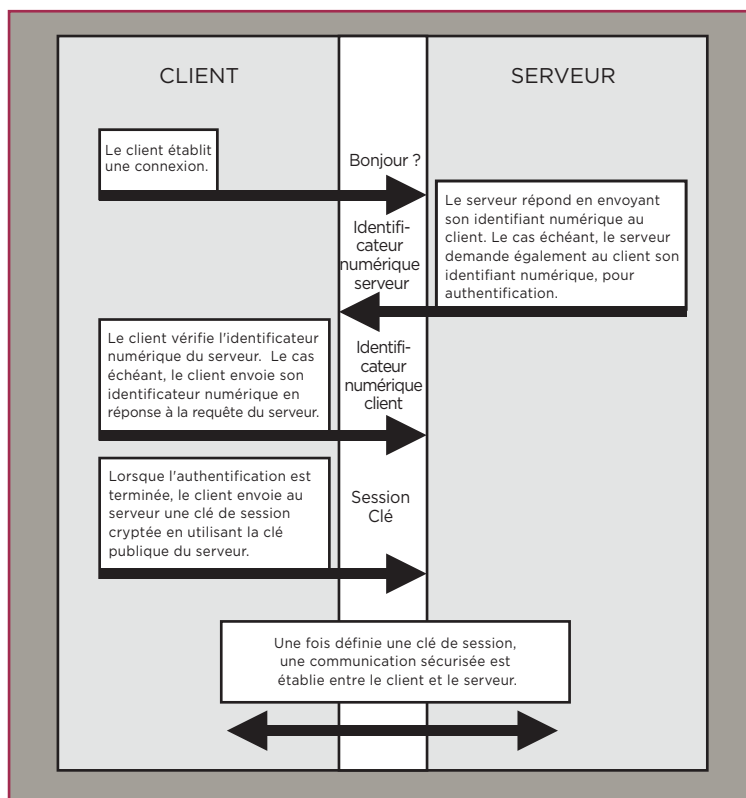 CLIENT
SERVEUR
Le client établit
une connexion.
Bonjour ?
Le serveur répond en envoyant
son identifiant numérique au
client. Le cas échéant, le serveur
demande également au client son
identifiant numérique, pour
authentification.
Identifi-
cateur
numérique
serveur
Le client vérifie l'identificateur
numérique du serveur.  Le cas
échéant, le client envoie son
identificateur numérique en
réponse à la requête du serveur.
Identifi-
cateur
numérique
client
Lorsque l'authentification est
terminée, le client envoie au
serveur une clé de session
cryptée en utilisant la clé
publique du serveur.
Session
Clé
Une fois définie une clé de session,
une communication sécurisée est
établie entre le client et le serveur.